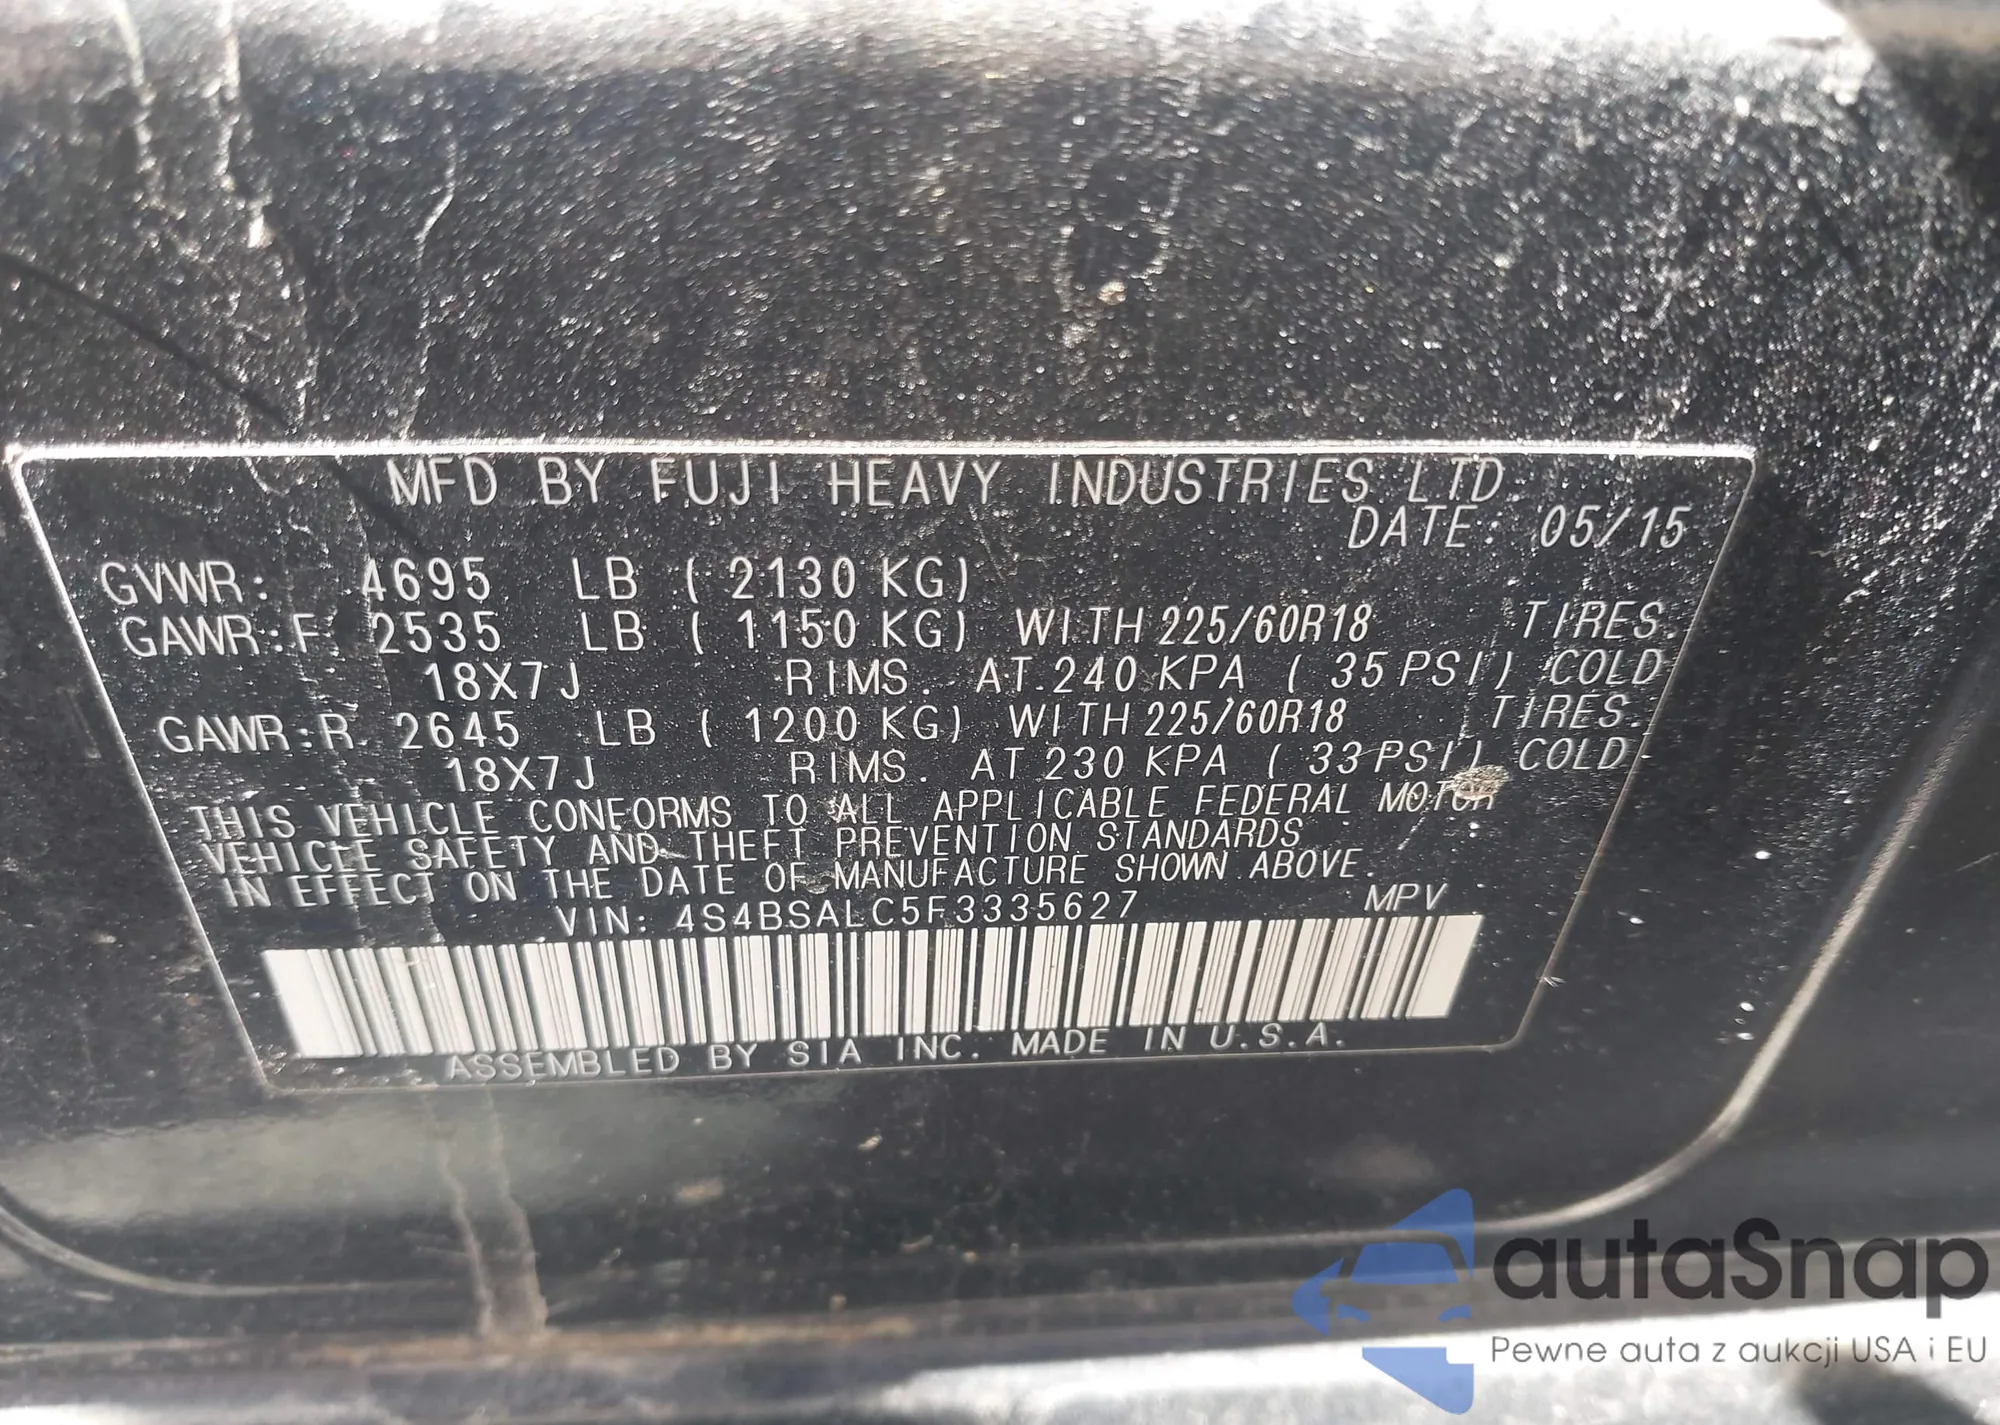 MFD BY FUJI HEAVY INDUSTRIES LTD
DATE: 05/15
GVWR: 4695 LB ( 2130 KG)
GAWR:F 2535 LB ( 1150 KG) WITH 225/60R18 TIRES.
18X7J RIMS. AT 240 KPA ( 35 PSI) COLD
GAWR:R 2645 LB ( 1200 KG) WITH 225/60R18 TIRES.
18X7J RIMS. AT 230 KPA ( 33 PSI) COLD
THIS VEHICLE CONFORMS TO ALL APPLICABLE FEDERAL MOTOR
VEHICLE SAFETY AND THEFT PREVENTION STANDARDS
IN EFFECT ON THE DATE OF MANUFACTURE SHOWN ABOVE.
VIN: 4S4BSALC5F3335627 MPV
ASSEMBLED BY SIA INC. MADE IN U.S.A.
autaSnap
Pewne auta z aukcji USA i EU